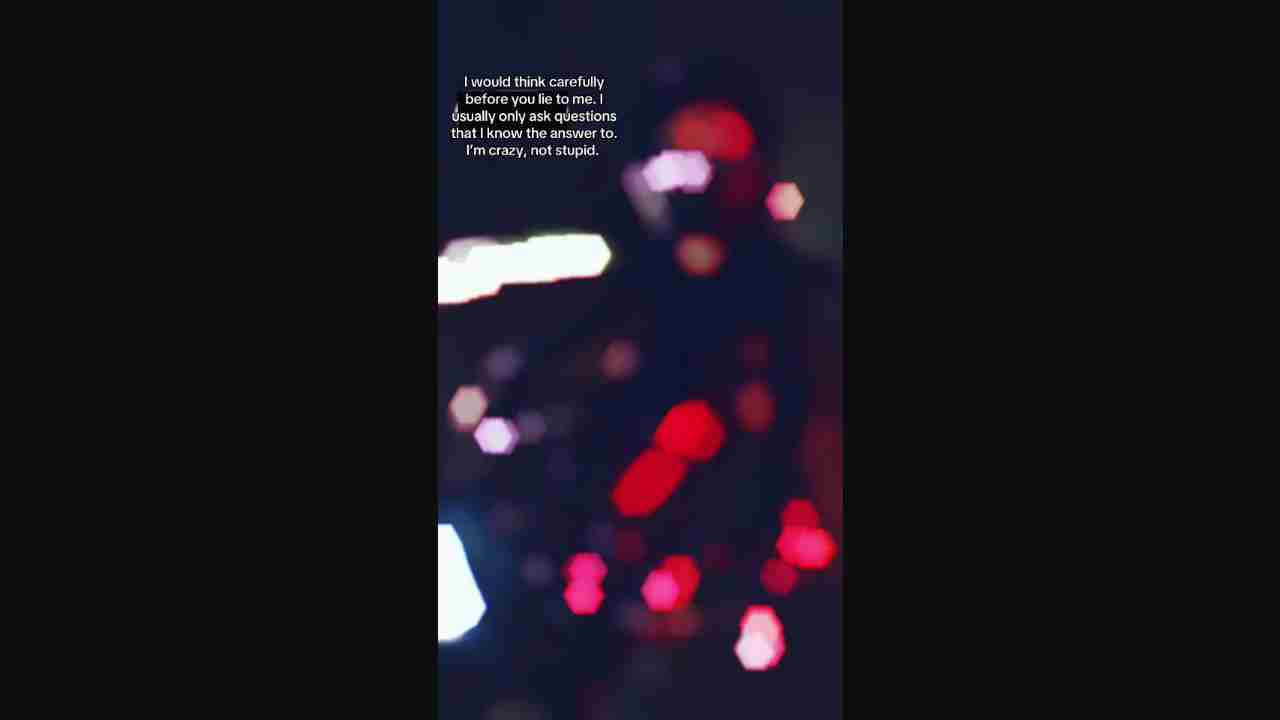 I would think carefully
before you lie to me. I
usually only ask questions
that I know the answer to.
I'm crazy, not stupid.